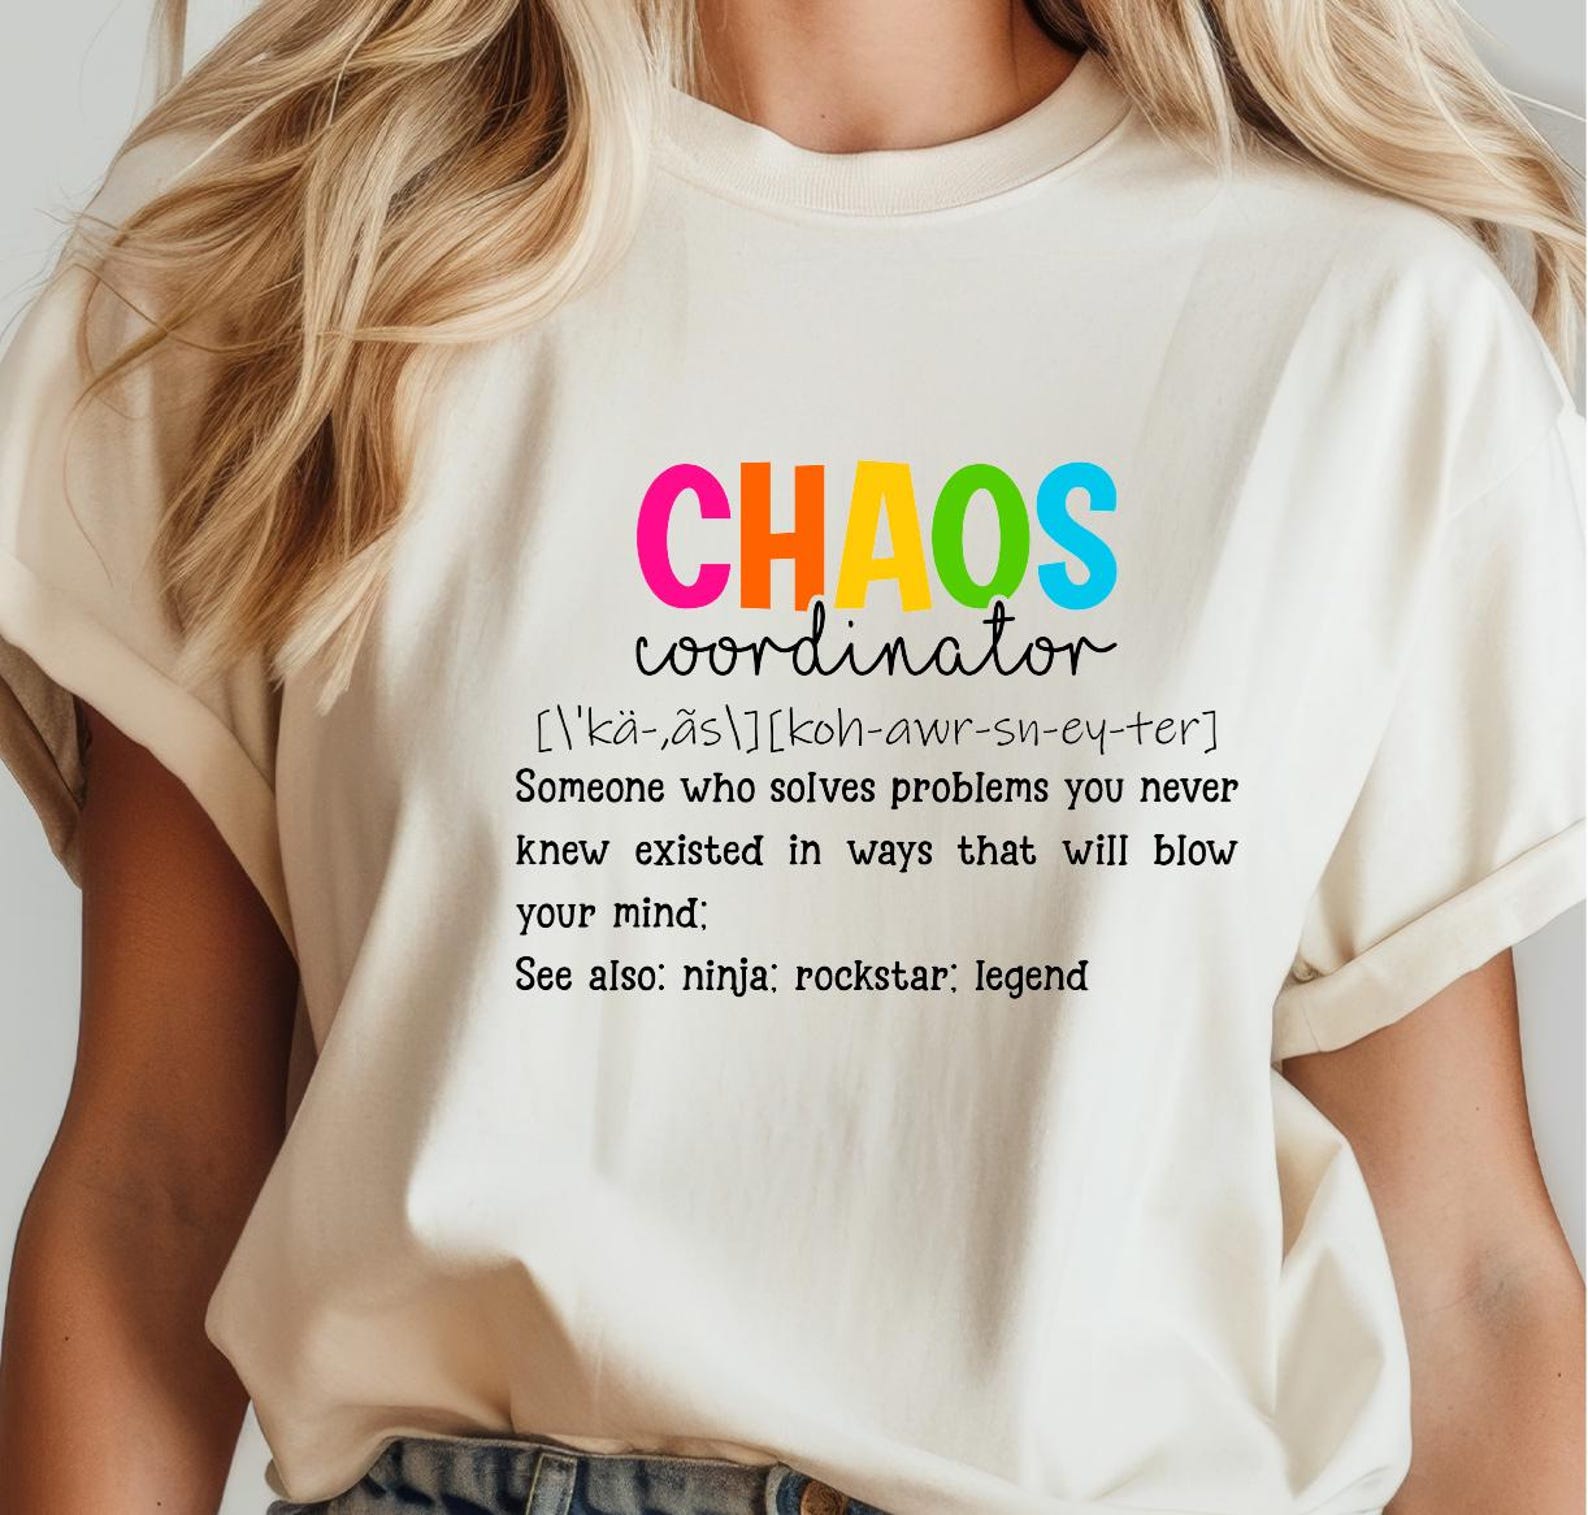 CHAOS
coordinator
[\'kä-,ãs\][koh-awr-sn-ey-ter]
Someone who solves problems you never
knew existed in ways that will blow
your mind;
See also: ninja; rockstar; legend